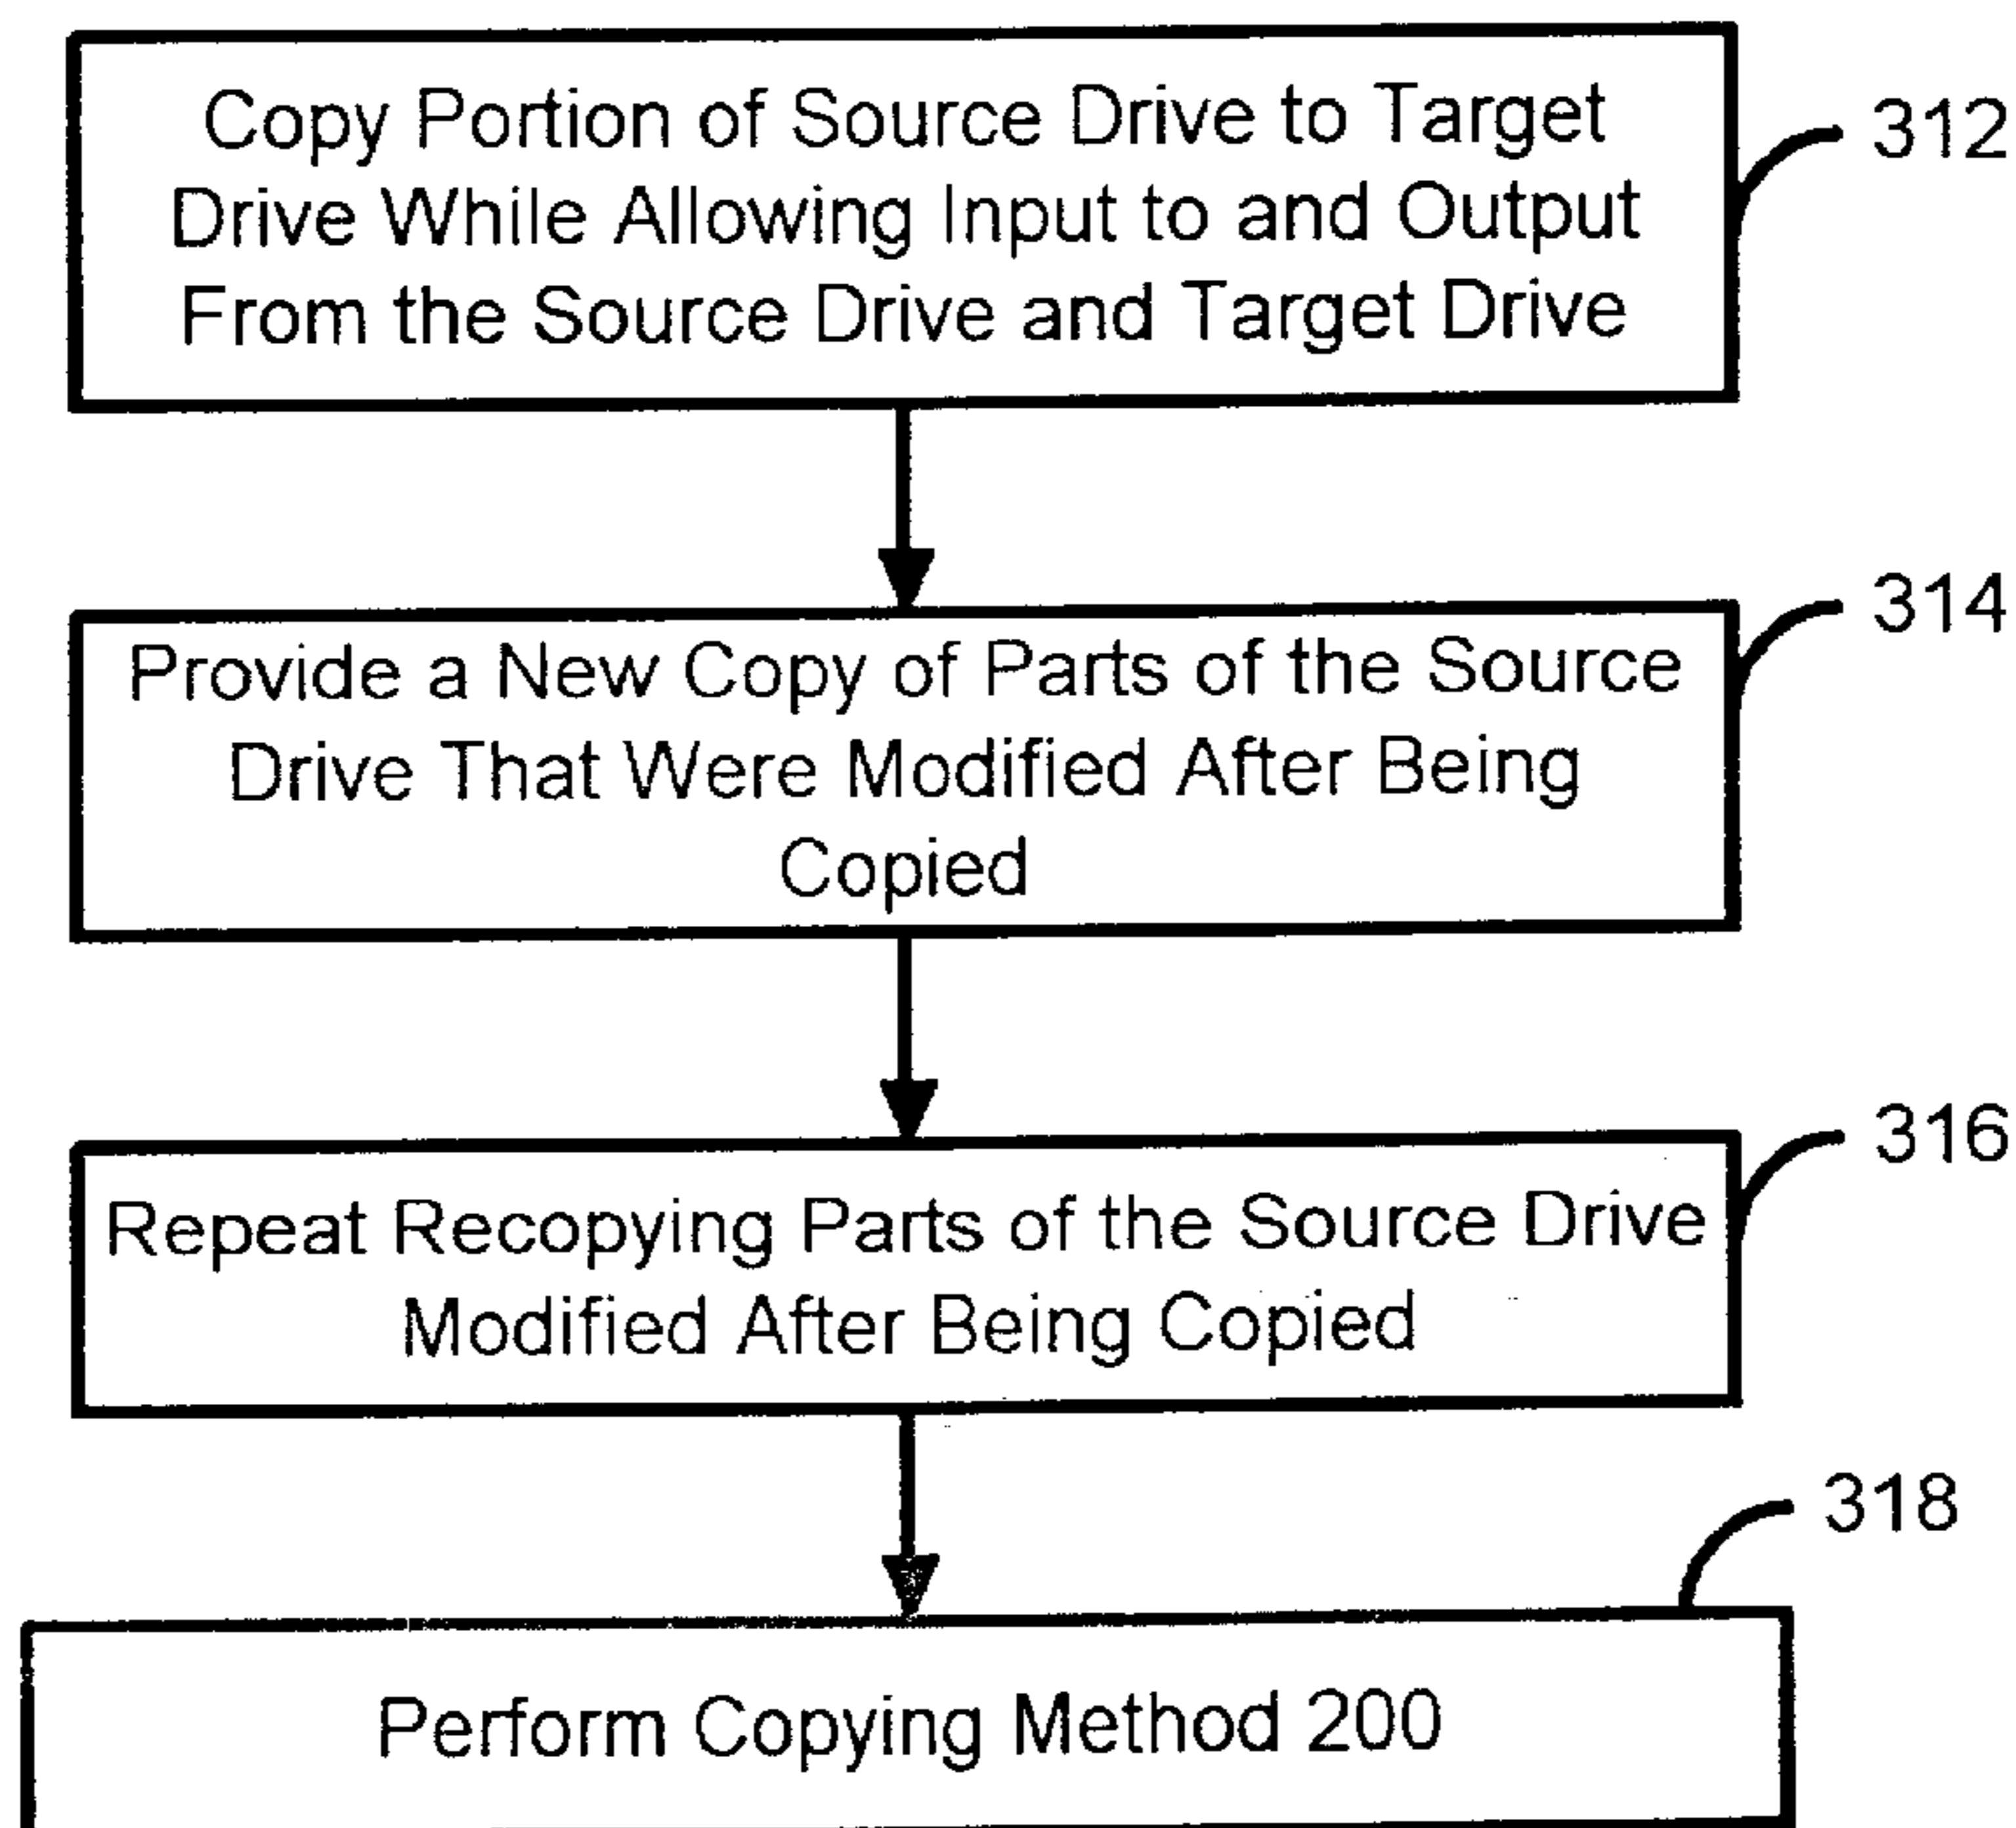 Copy Portion of Source Drive to Target
Drive While Allowing Input to and Output
From the Source Drive and Target Drive
312
Provide a New Copy of Parts of the Source
Drive That Were Modified After Being
Copied
314
Repeat Recopying Parts of the Source Drive
Modified After Being Copied
316
Perform Copying Method 200
318